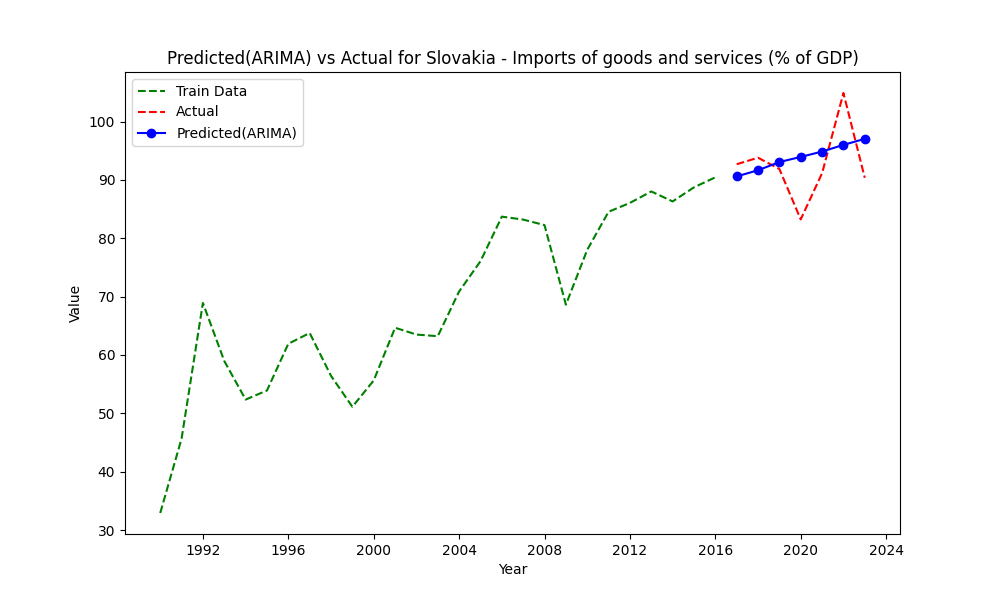 Predicted(ARIMA) vs Actual for Slovakia - Imports of goods and services (% of GDP)
Train Data
Actual
Predicted(ARIMA)
100
90
80
70
60
50
40
30
Value
1992 1996 2000 2004 2008 2012 2016 2020 2024
Year